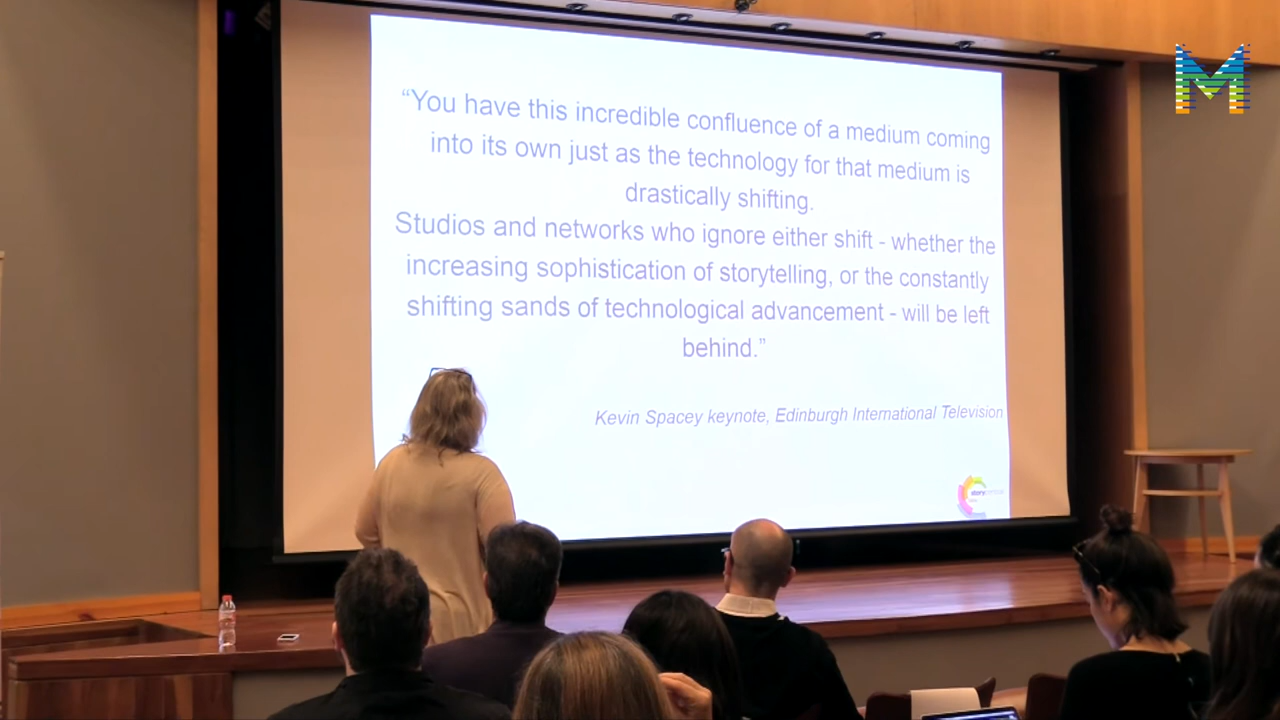 “You have this incredible confluence of a medium coming
into its own just as the technology for that medium is
drastically shifting.
Studios and networks who ignore either shift - whether the
increasing sophistication of storytelling, or the constantly
shifting sands of technological advancement - will be left
behind.”
Kevin Spacey keynote, Edinburgh International Television
story
M